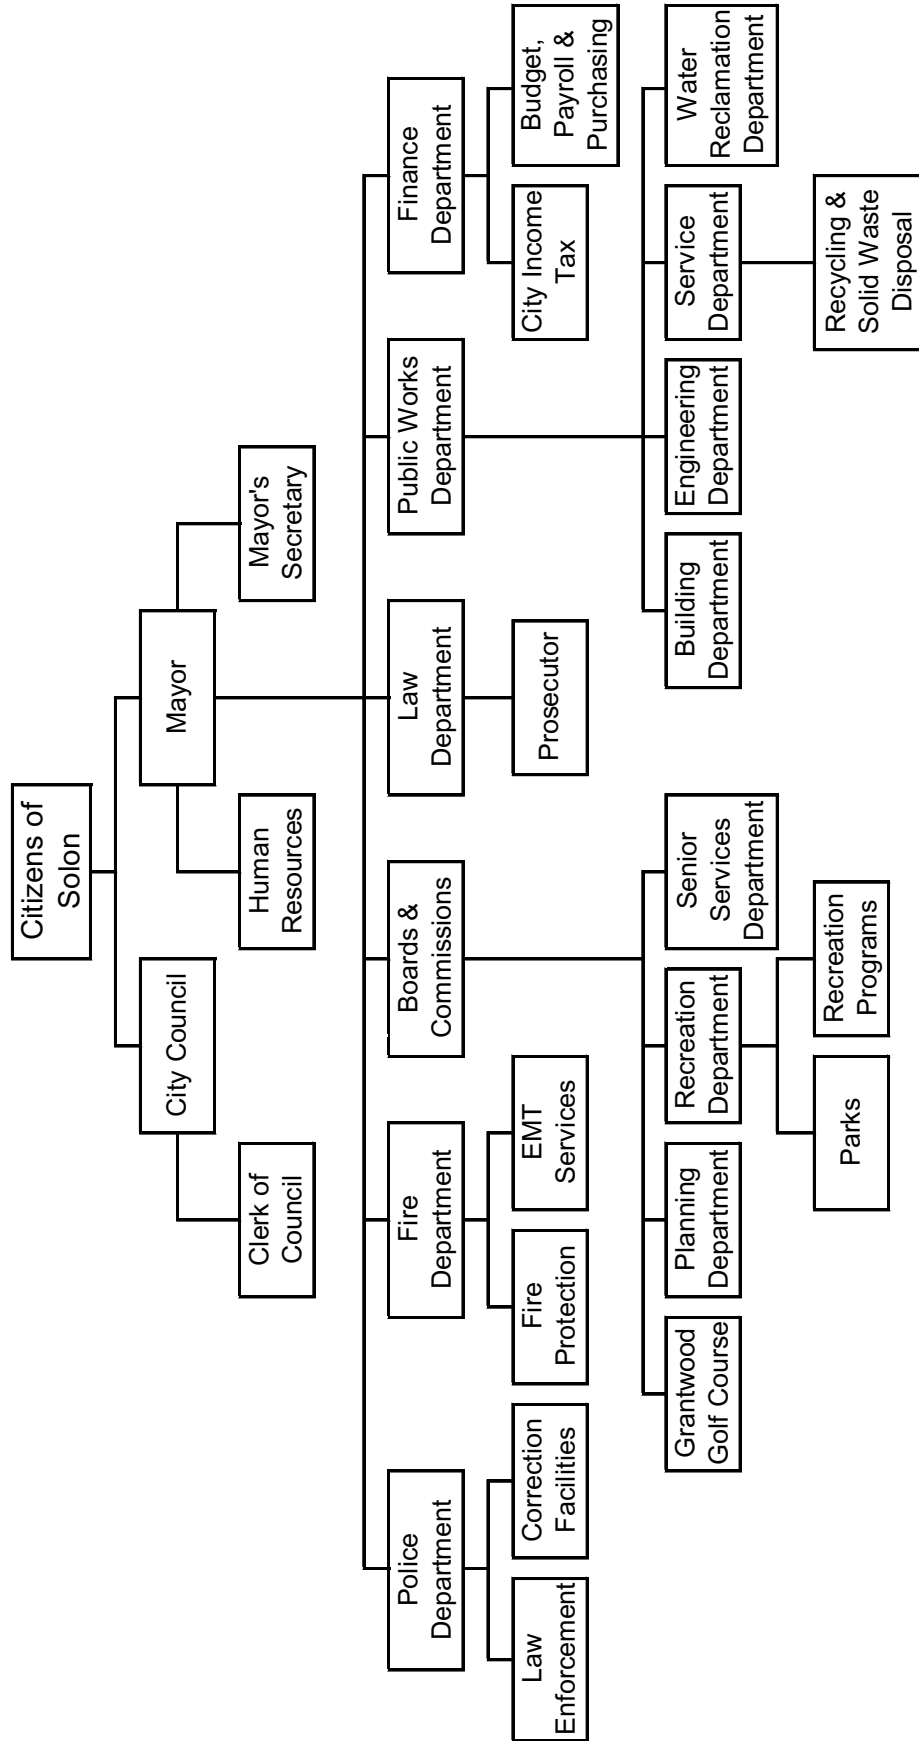 Citizens of
Solon
City Council
Mayor
Clerk of
Council
Human
Resources
Mayor's
Secretary
Police
Department
Fire
Department
Boards &
Commissions
Law
Department
Public Works
Department
Finance
Department
Law
Enforcement
Correction
Facilities
Fire
Protection
EMT
Services
Prosecutor
City Income
Tax
Budget,
Payroll &
Purchasing
Grantwood
Golf Course
Planning
Department
Recreation
Department
Senior
Services
Department
Building
Department
Engineering
Department
Service
Department
Water
Reclamation
Department
Parks
Recreation
Programs
Recycling &
Solid Waste
Disposal